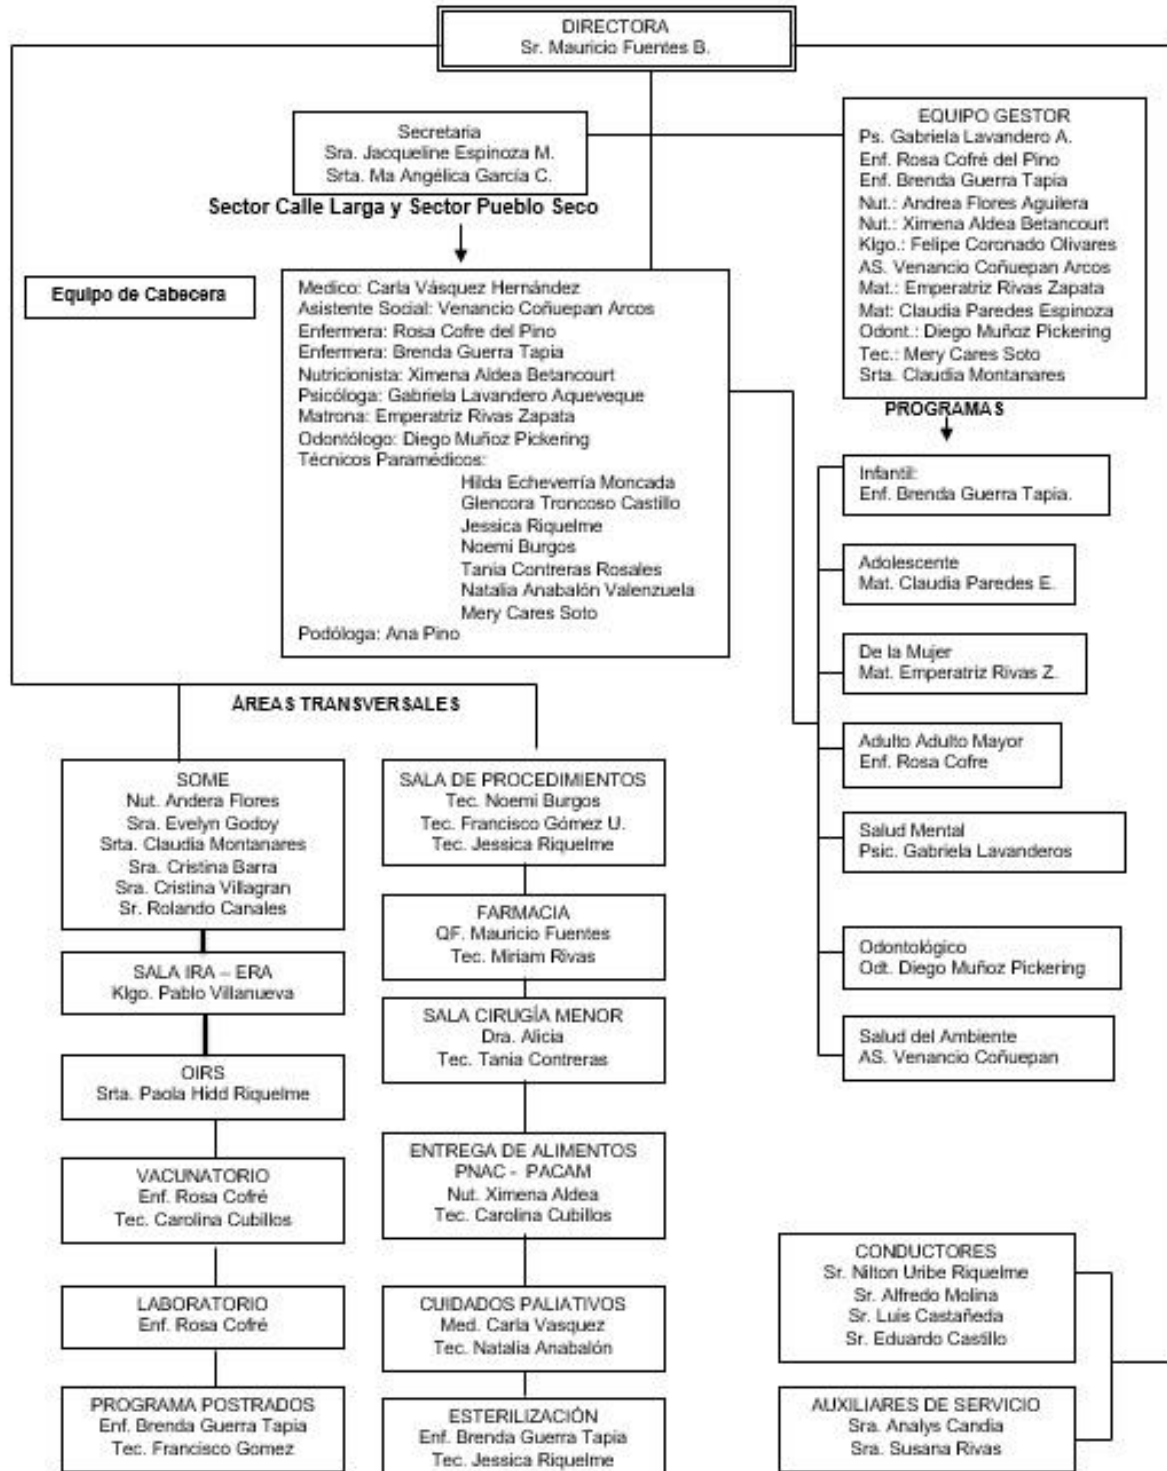 DIRECTORA
Sr. Mauricio Fuentes B.
Secretaria
Sra. Jacqueline Espinoza M.
Srta. Ma Angélica García C.
EQUIPO GESTOR
Ps. Gabriela Lavandero A.
Enf. Rosa Cofré del Pino
Enf. Brenda Guerra Tapia
Nut.: Andrea Flores Aguilera
Nut.: Ximena Aldea Betancourt
Klgo.: Felipe Coronado Olivares
AS. Venancio Coñuepan Arcos
Mat.: Emperatriz Rivas Zapata
Mat: Claudia Paredes Espinoza
Odont.: Diego Muñoz Pickering
Tec.: Mery Cares Soto
Srta. Claudia Montanares
Sector Calle Larga y Sector Pueblo Seco
Equipo de Cabecera
Medico: Carla Vásquez Hernández
Asistente Social: Venancio Coñuepan Arcos
Enfermera: Rosa Cofre del Pino
Enfermera: Brenda Guerra Tapia
Nutricionista: Ximena Aldea Betancourt
Psicóloga: Gabriela Lavandero Aqueveque
Matrona: Emperatriz Rivas Zapata
Odontólogo: Diego Muñoz Pickering
Técnicos Paramédicos:
Hilda Echeverría Moncada
Glencora Troncoso Castillo
Jessica Riquelme
Noemi Burgos
Tania Contreras Rosales
Natalia Anabalón Valenzuela
Mery Cares Soto
Podóloga: Ana Pino
PROGRAMAS
Infantil:
Enf. Brenda Guerra Tapia.
Adolescente
Mat. Claudia Paredes E.
De la Mujer
Mat. Emperatriz Rivas Z.
Adulto Adulto Mayor
Enf. Rosa Cofre
Salud Mental
Psic. Gabriela Lavanderos
Odontológico
Odt. Diego Muñoz Pickering
Salud del Ambiente
AS. Venancio Coñuepan
ÁREAS TRANSVERSALES
SOME
Nut. Andera Flores
Sra. Evelyn Godoy
Srta. Claudia Montanares
Sra. Cristina Barra
Sra. Cristina Villagran
Sr. Rolando Canales
SALA IRA – ERA
Klgo. Pablo Villanueva
OIRS
Srta. Paola Hidd Riquelme
VACUNATORIO
Enf. Rosa Cofré
Tec. Carolina Cubillos
LABORATORIO
Enf. Rosa Cofré
PROGRAMA POSTRADOS
Enf. Brenda Guerra Tapia
Tec. Francisco Gomez
SALA DE PROCEDIMIENTOS
Tec. Noemi Burgos
Tec. Francisco Gómez U.
Tec. Jessica Riquelme
FARMACIA
QF. Mauricio Fuentes
Tec. Miriam Rivas
SALA CIRUGÍA MENOR
Dra. Alicia
Tec. Tania Contreras
ENTREGA DE ALIMENTOS
PNAC - PACAM
Nut. Ximena Aldea
Tec. Carolina Cubillos
CUIDADOS PALIATIVOS
Med. Carla Vasquez
Tec. Natalia Anabalón
ESTERILIZACIÓN
Enf. Brenda Guerra Tapia
Tec. Jessica Riquelme
CONDUCTORES
Sr. Nilton Uribe Riquelme
Sr. Alfredo Molina
Sr. Luis Castañeda
Sr. Eduardo Castillo
AUXILIARES DE SERVICIO
Sra. Analys Candia
Sra. Susana Rivas